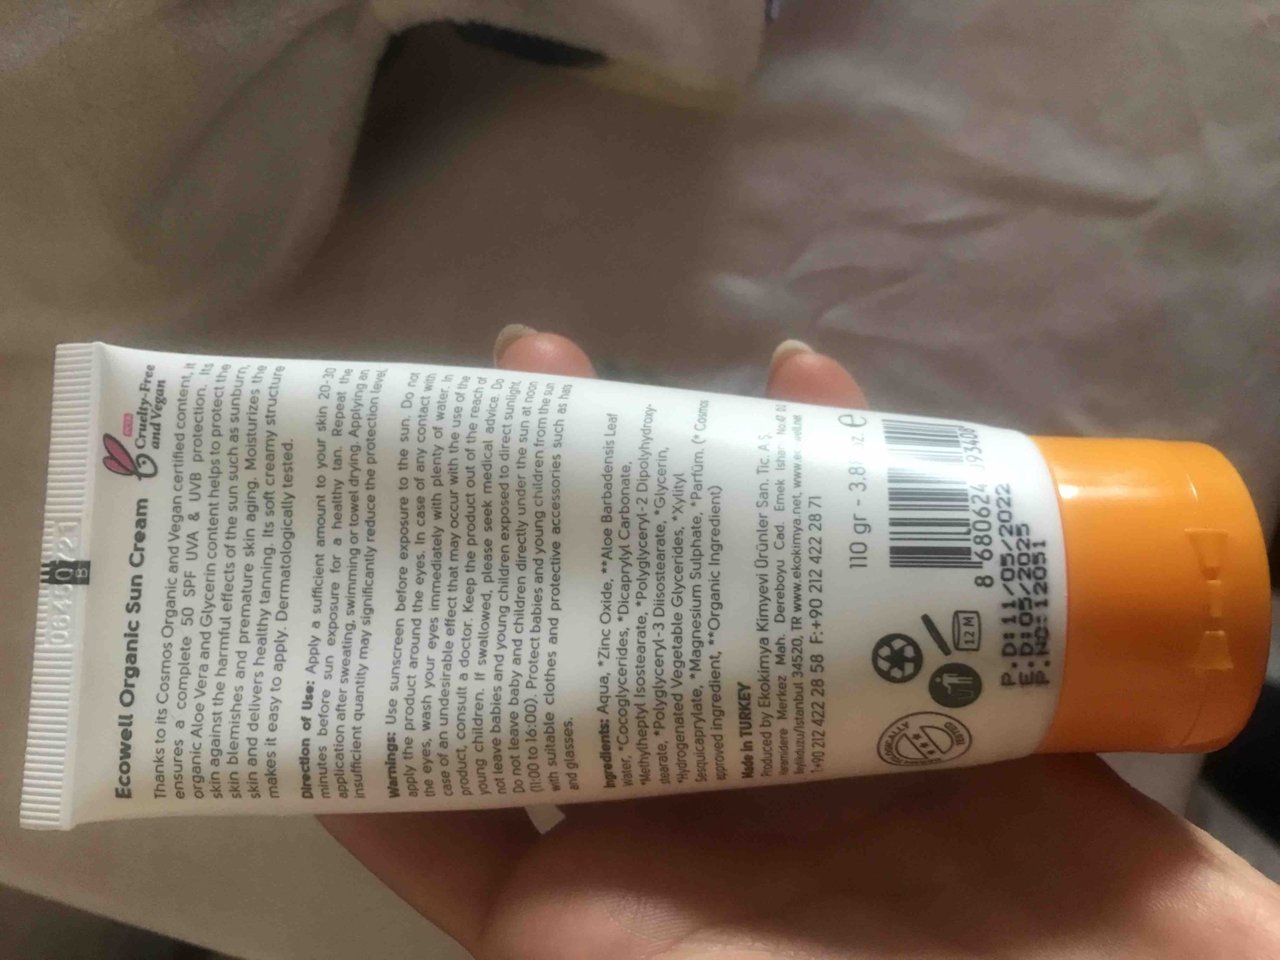 Ecowell Organic Sun Cream
Cruelty-Free
and Vegan
Thanks to its Cosmos Organic and Vegan certified content, it
ensures a complete 50 SPF UVA & UVB protection. Its
organic Aloe Vera and Glycerin content helps to protect the
skin against the harmful effects of the sun such as sunburn,
skin blemishes and premature skin aging. Moisturizes the
skin and delivers healthy tanning. Its soft creamy structure
makes it easy to apply. Dermatologically tested.
Direction of Use: Apply a sufficient amount to your skin 20-30
minutes before sun exposure for a healthy tan. Repeat the
application after sweating, swimming or towel drying. Applying an
insufficient quantity may significantly reduce the protection level.
Warnings: Use sunscreen before exposure to the sun. Do not
apply the product around the eyes. In case of any contact with
the eyes, wash your eyes immediately with plenty of water. In
case of an undesirable effect that may occur with the use of the
product, consult a doctor. Keep the product out of the reach of
young children. If swallowed, please seek medical advice. Do
not leave babies and young children exposed to direct sunlight.
Do not leave baby and children directly under the sun at noon
(11:00 to 16:00). Protect babies and young children from the sun
with suitable clothes and protective accessories such as hats
and glasses.
Ingredients: Aqua, *Zinc Oxide, **Aloe Barbadensis Leaf
Water, *Cocoglycerides, *Dicaprylyl Carbonate,
*Methylheptyl Isostearate, *Polyglyceryl-2 Dipolyhydroxy-
stearate, *Polyglyceryl-3 Diisostearate, *Glycerin,
*Hydrogenated Vegetable Glycerides, *Xylityl
Sesquicaprylate, *Magnesium Sulphate, *Parfüm. (* Cosmos
approved Ingredient, **Organic Ingredient)
Made in TURKEY
Produced by Ekokimya Kimyevi Ürünler San. Tic. A.Ş.
Merkez Mah. Dereboyu Cad. Emek
Beylikdüzü/İstanbul 34520, TR www.ekokimya.net,
T:+90 212 422 28 58 F:+90 212 422 28 71
110 gr - 3.88 oz. e
8 680624 093408
12 M
P.D:11/05/2022
E.D:05/2025
P.NO:12051
0721
B